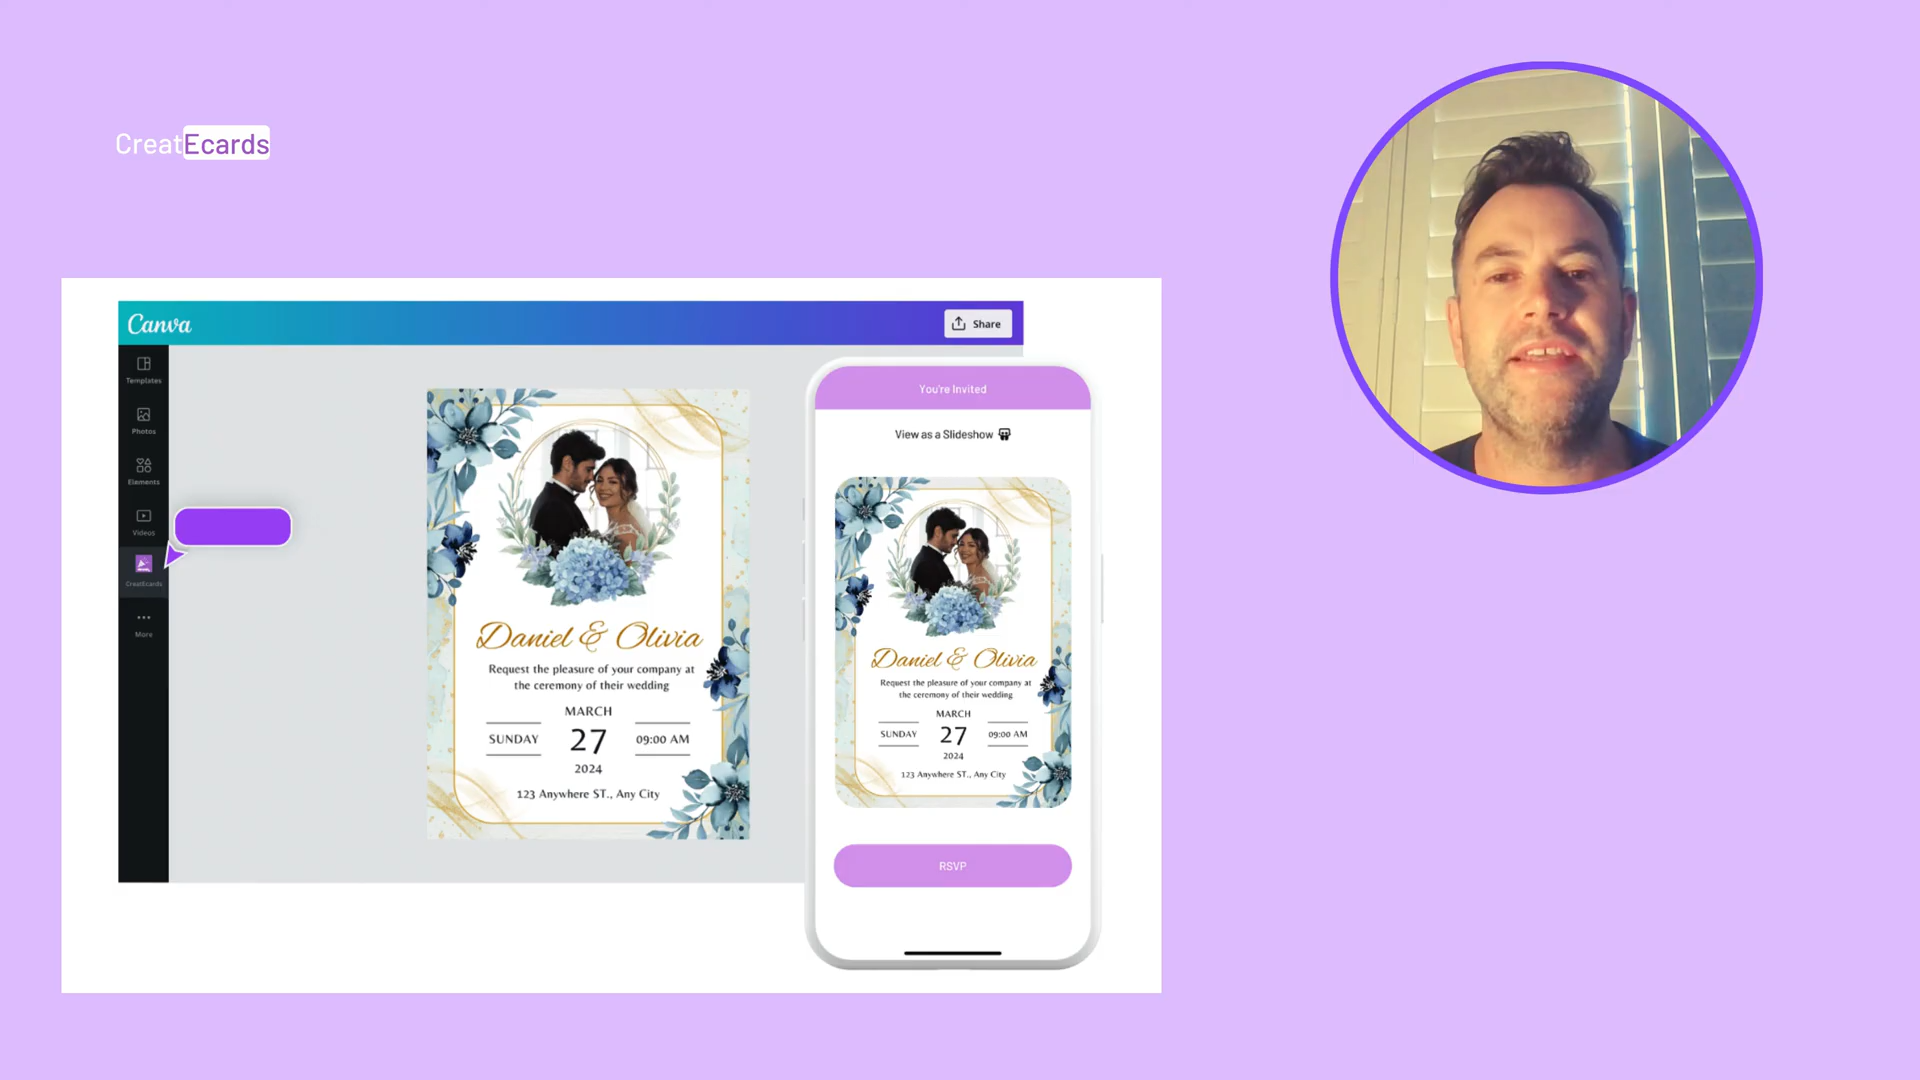 CreatEcards
Canva
Share
Templates
Photos
Elements
Videos
CreatEcards
More
Daniel & Olivia
Request the pleasure of your company at
the ceremony of their wedding
MARCH
SUNDAY 27 09:00 AM
2024
123 Anywhere ST., Any City
You're Invited
View as a Slideshow
Daniel & Olivia
Request the pleasure of your company at
the ceremony of their wedding
MARCH
SUNDAY 27 09:00 AM
2024
123 Anywhere ST., Any City
RSVP